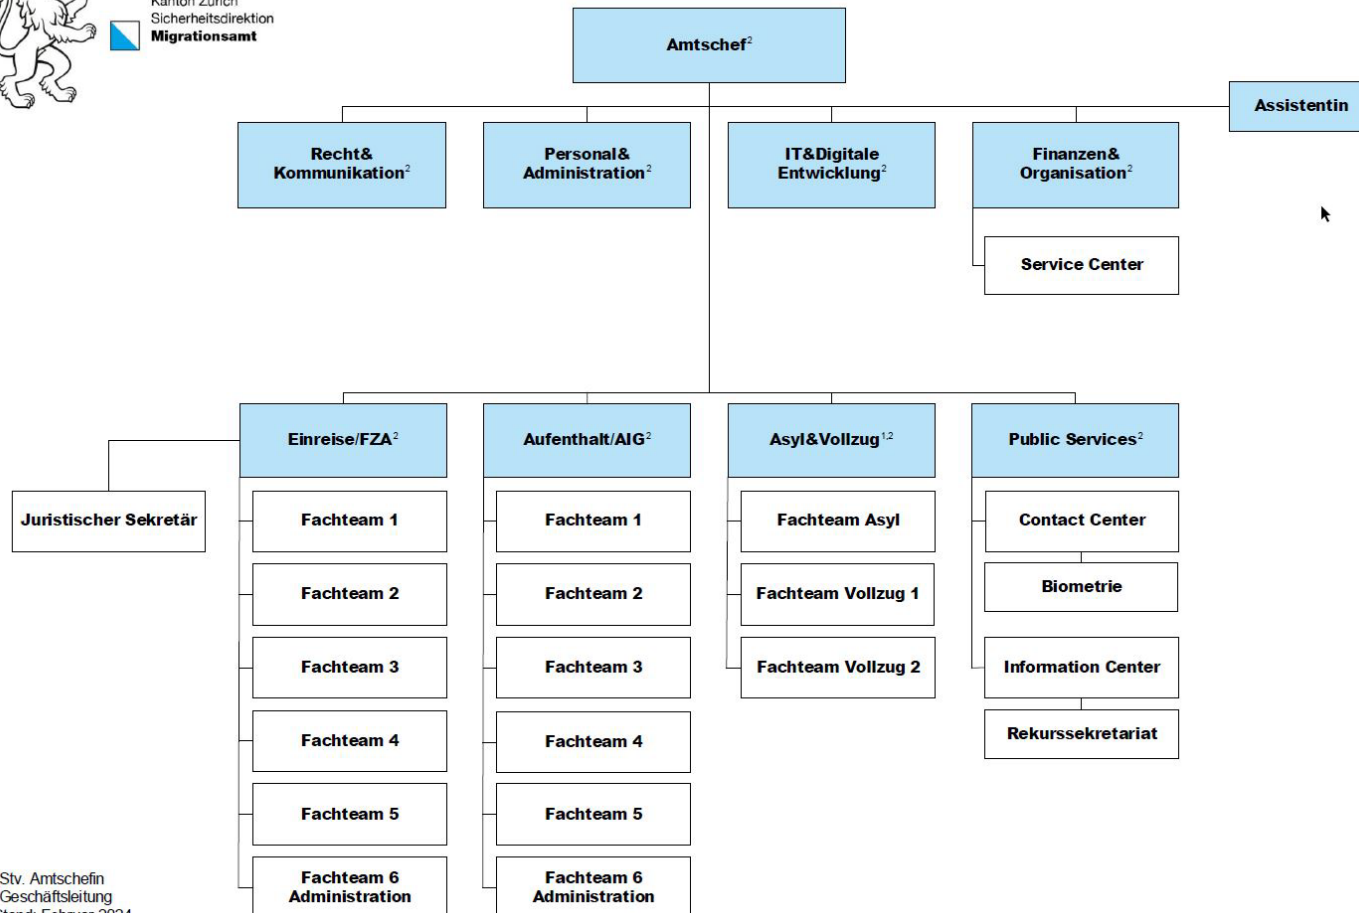 Kanton Zürich
Sicherheitsdirektion
Migrationsamt
Amtschef²
Assistentin
Recht&
Kommunikation²
Personal&
Administration²
IT&Digitale
Entwicklung²
Finanzen&
Organisation²
Service Center
Einreise/FZA²
Aufenthalt/AIG²
Asyl&Vollzug¹,²
Public Services²
Juristischer Sekretär
Fachteam 1
Fachteam 2
Fachteam 3
Fachteam 4
Fachteam 5
Fachteam 6
Administration
Fachteam 1
Fachteam 2
Fachteam 3
Fachteam 4
Fachteam 5
Fachteam 6
Administration
Fachteam Asyl
Fachteam Vollzug 1
Fachteam Vollzug 2
Contact Center
Biometrie
Information Center
Rekurssekretariat
Stv. Amtschefin
Geschäftsleitung
Stand: Februar 2024